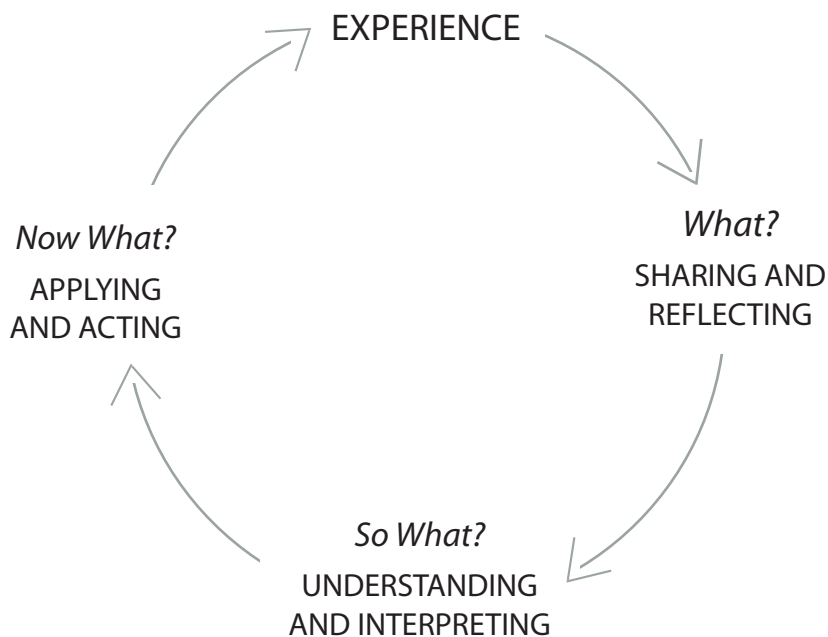 EXPERIENCE
What?
SHARING AND
REFLECTING
So What?
UNDERSTANDING
AND INTERPRETING
Now What?
APPLYING
AND ACTING